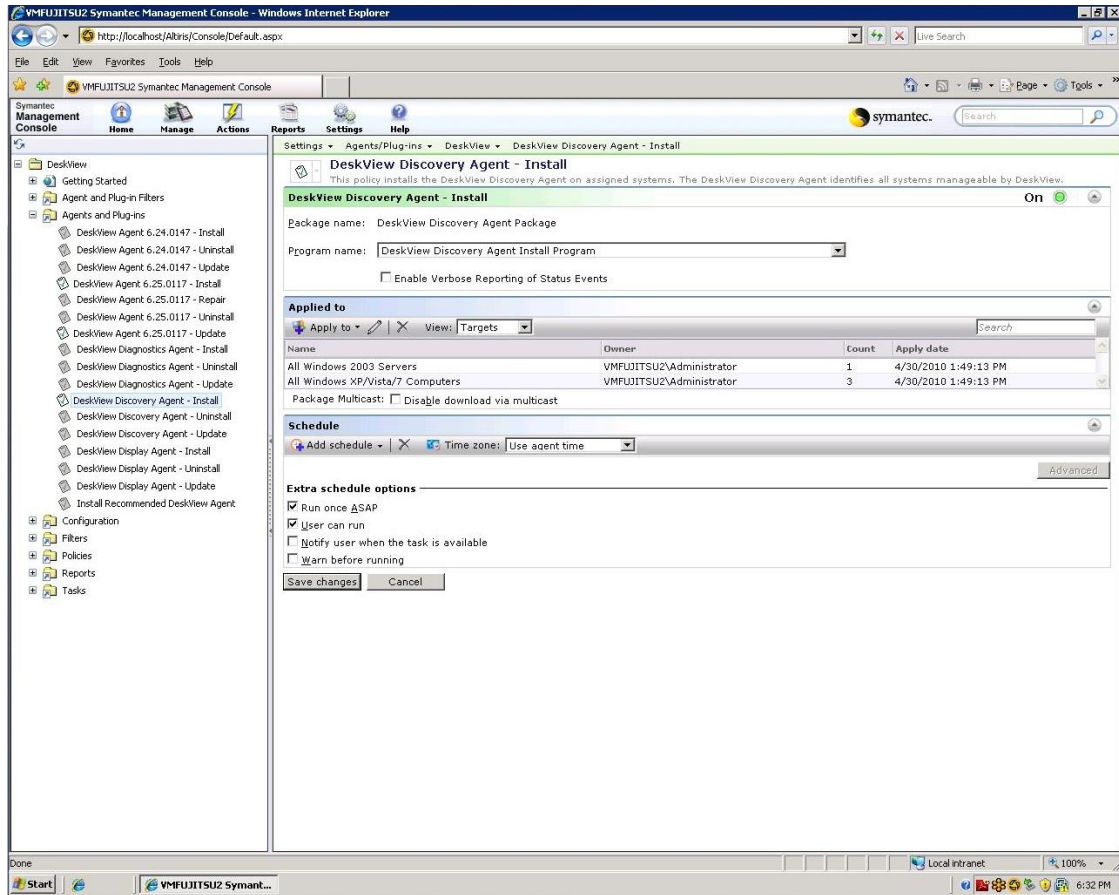 VMFUJITSU2 Symantec Management Console - Windows Internet Explorer
http://localhost/Altiris/Console/Default.aspx
Live Search
File Edit View Favorites Tools Help
VMFUJITSU2 Symantec Management Console
Page Tools
Symantec
Management
Console
Home Manage Actions Reports Settings Help
symantec.
Search
Settings Agents/Plug-ins DeskView DeskView Discovery Agent - Install
DeskView
Getting Started
Agent and Plug-in Filters
Agents and Plug-ins
DeskView Agent 6.24.0147 - Install
DeskView Agent 6.24.0147 - Uninstall
DeskView Agent 6.24.0147 - Update
DeskView Agent 6.25.0117 - Install
DeskView Agent 6.25.0117 - Repair
DeskView Agent 6.25.0117 - Uninstall
DeskView Agent 6.25.0117 - Update
DeskView Diagnostics Agent - Install
DeskView Diagnostics Agent - Uninstall
DeskView Diagnostics Agent - Update
DeskView Discovery Agent - Install
DeskView Discovery Agent - Uninstall
DeskView Discovery Agent - Update
DeskView Display Agent - Install
DeskView Display Agent - Uninstall
DeskView Display Agent - Update
Install Recommended DeskView Agent
Configuration
Filters
Policies
Reports
Tasks
DeskView Discovery Agent - Install
This policy installs the DeskView Discovery Agent on assigned systems. The DeskView Discovery Agent identifies all systems manageable by DeskView.
DeskView Discovery Agent - Install On
Package name: DeskView Discovery Agent Package
Program name: DeskView Discovery Agent Install Program
Enable Verbose Reporting of Status Events
Applied to
Apply to View: Targets Search
Name Owner Count Apply date
All Windows 2003 Servers VMFUJITSU2\Administrator 1 4/30/2010 1:49:13 PM
All Windows XP/Vista/7 Computers VMFUJITSU2\Administrator 3 4/30/2010 1:49:13 PM
Package Multicast: Disable download via multicast
Schedule
Add schedule Time zone: Use agent time
Advanced
Extra schedule options
Run once ASAP
User can run
Notify user when the task is available
Warn before running
Save changes Cancel
Done
Local intranet 100%
Start
VMFUJITSU2 Symant...
6:32 PM